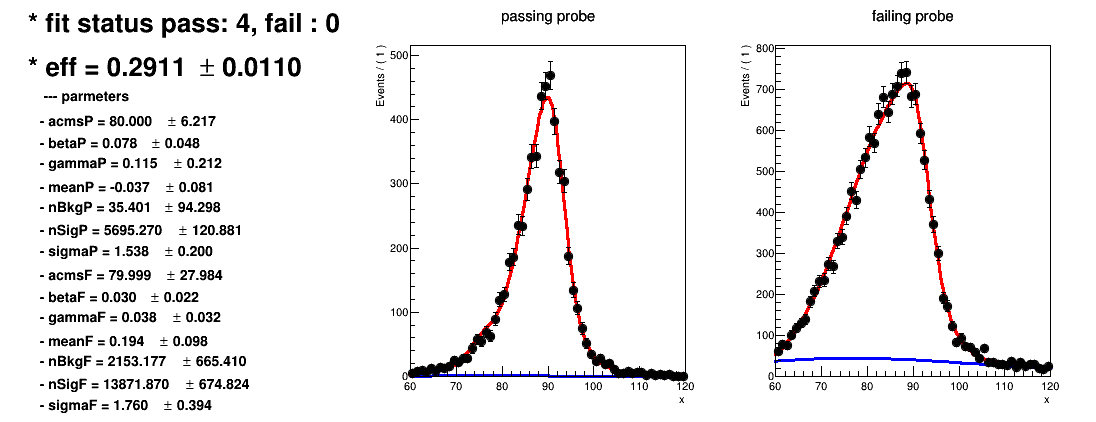 * fit status pass: 4, fail : 0
* eff = 0.2911 ± 0.0110
--- parmeters
- acmsP = 80.000 ± 6.217
- betaP = 0.078 ± 0.048
- gammaP = 0.115 ± 0.212
- meanP = -0.037 ± 0.081
- nBkgP = 35.401 ± 94.298
- nSigP = 5695.270 ± 120.881
- sigmaP = 1.538 ± 0.200
- acmsF = 79.999 ± 27.984
- betaF = 0.030 ± 0.022
- gammaF = 0.038 ± 0.032
- meanF = 0.194 ± 0.098
- nBkgF = 2153.177 ± 665.410
- nSigF = 13871.870 ± 674.824
- sigmaF = 1.760 ± 0.394
passing probe
Events / ( 1 )
500
400
300
200
100
0
60 70 80 90 100 110 120
x
failing probe
Events / ( 1 )
800
700
600
500
400
300
200
100
0
60 70 80 90 100 110 120
x